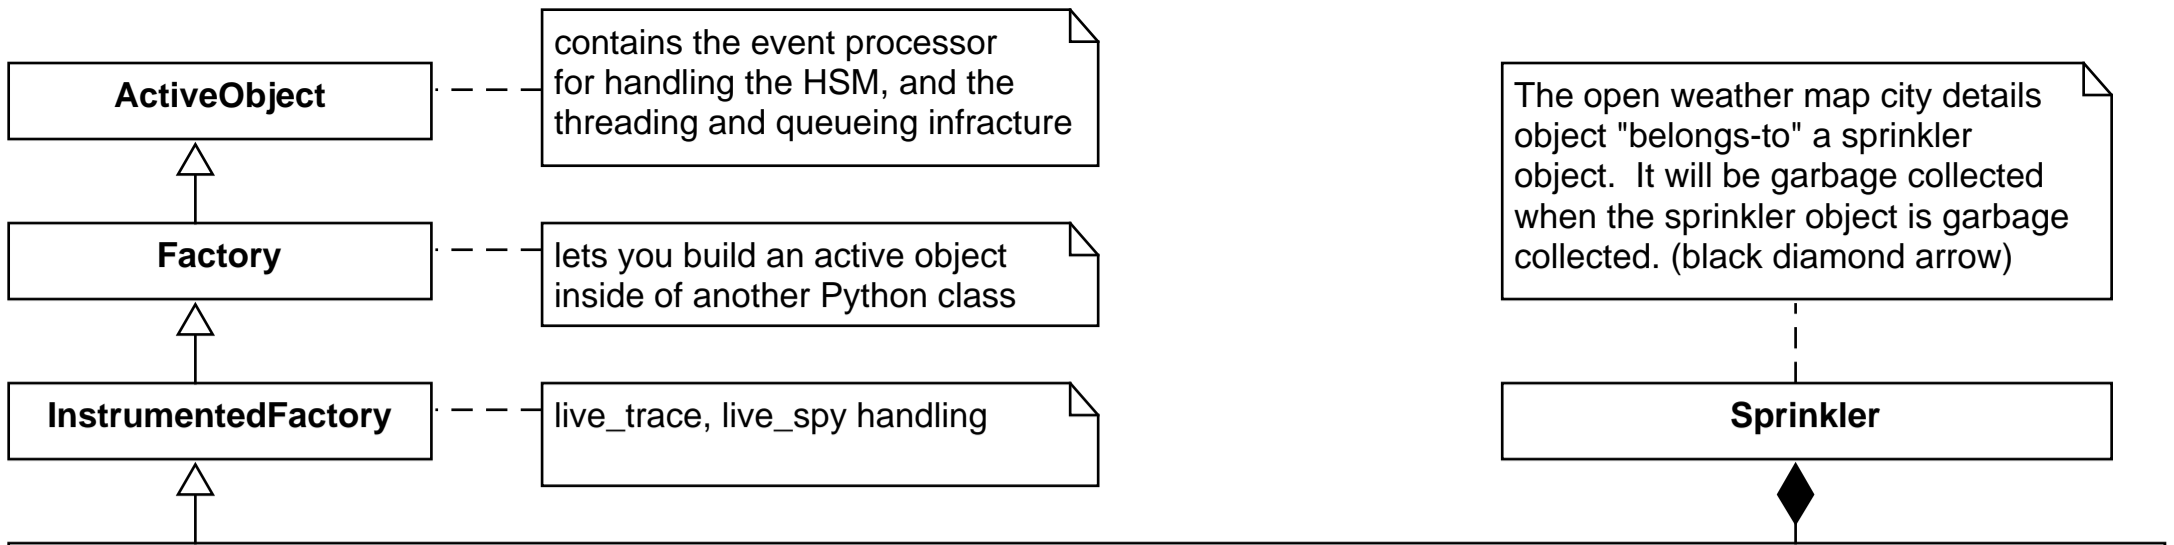 ActiveObject
contains the event processor
for handling the HSM, and the
threading and queueing infracture
Factory
lets you build an active object
inside of another Python class
InstrumentedFactory
live_trace, live_spy handling
The open weather map city details
object "belongs-to" a sprinkler
object.  It will be garbage collected
when the sprinkler object is garbage
collected. (black diamond arrow)
Sprinkler